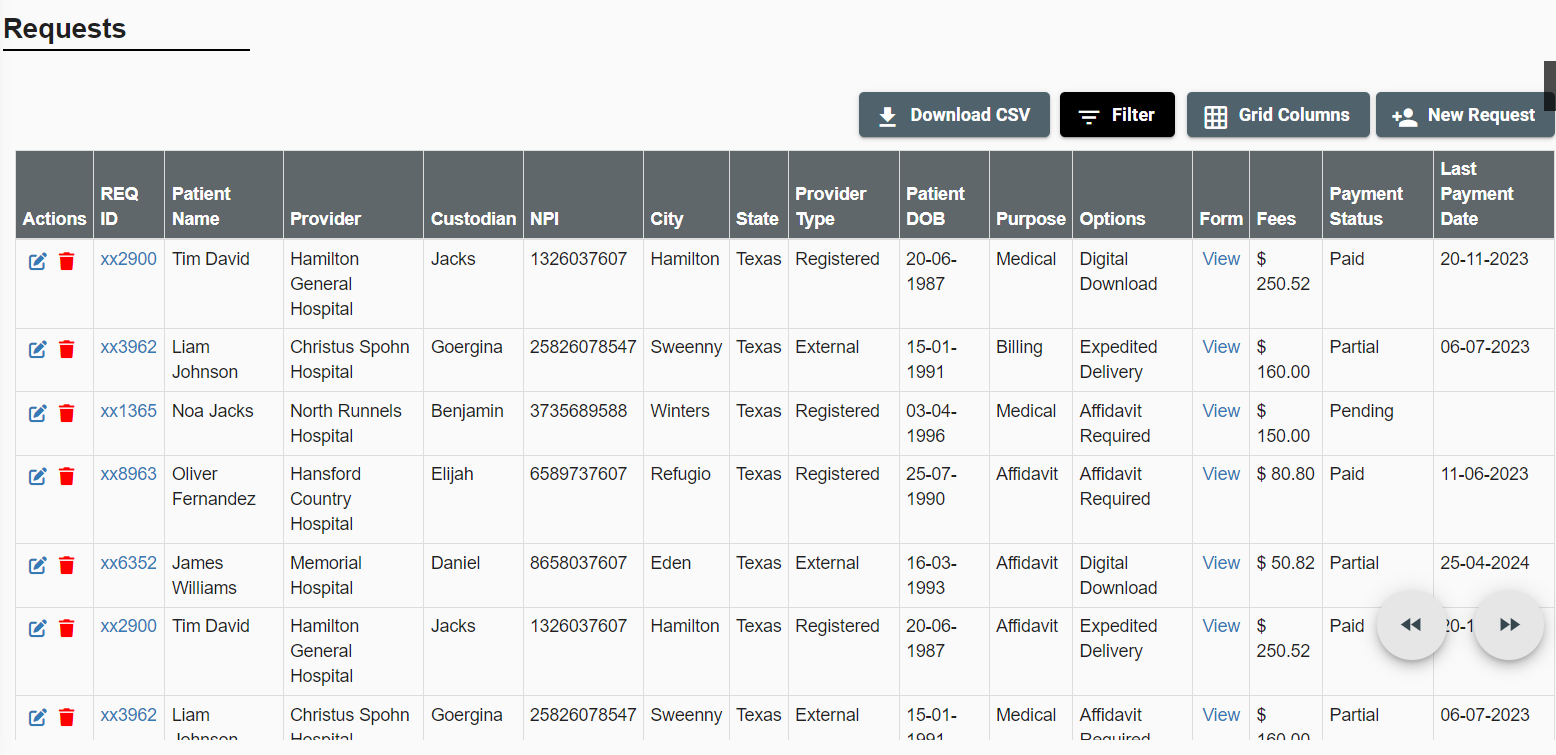 Requests
Download CSV Filter Grid Columns New Request
Actions REQ ID Patient Name Provider Custodian NPI City State Provider Type Patient DOB Purpose Options Form Fees Payment Status Last Payment Date
xx2900 Tim David Hamilton General Hospital Jacks 1326037607 Hamilton Texas Registered 20-06-1987 Medical Digital Download View $ 250.52 Paid 20-11-2023
xx3962 Liam Johnson Christus Spohn Hospital Goergina 25826078547 Sweenny Texas External 15-01-1991 Billing Expedited Delivery View $ 160.00 Partial 06-07-2023
xx1365 Noa Jacks North Runnels Hospital Benjamin 3735689588 Winters Texas Registered 03-04-1996 Medical Affidavit Required View $ 150.00 Pending
xx8963 Oliver Fernandez Hansford Country Hospital Elijah 6589737607 Refugio Texas Registered 25-07-1990 Affidavit Affidavit Required View $ 80.80 Paid 11-06-2023
xx6352 James Williams Memorial Hospital Daniel 8658037607 Eden Texas External 16-03-1993 Affidavit Digital Download View $ 50.82 Partial 25-04-2024
xx2900 Tim David Hamilton General Hospital Jacks 1326037607 Hamilton Texas Registered 20-06-1987 Affidavit Expedited Delivery View $ 250.52 Paid
xx3962 Liam Johnson Christus Spohn Hospital Goergina 25826078547 Sweenny Texas External 15-01-1991 Medical Affidavit Required View $ 160.00 Partial 06-07-2023